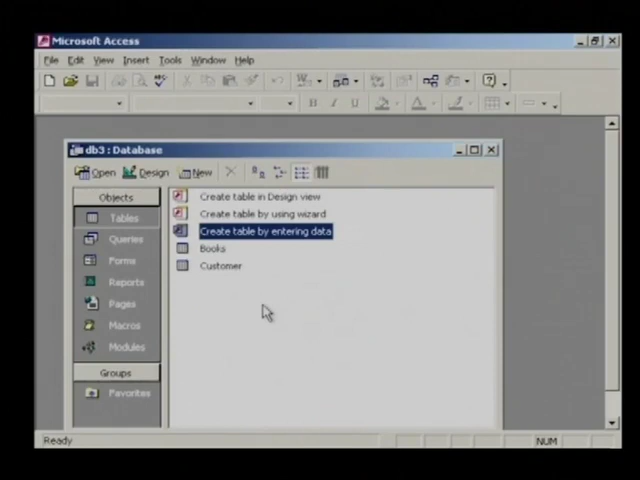 Microsoft Access
File Edit View Insert Tools Window Help
B I U A
db3 : Database
Open Design New
Objects
Tables
Queries
Forms
Reports
Pages
Macros
Modules
Groups
Favorites
Create table in Design view
Create table by using wizard
Create table by entering data
Books
Customer
Ready NUM